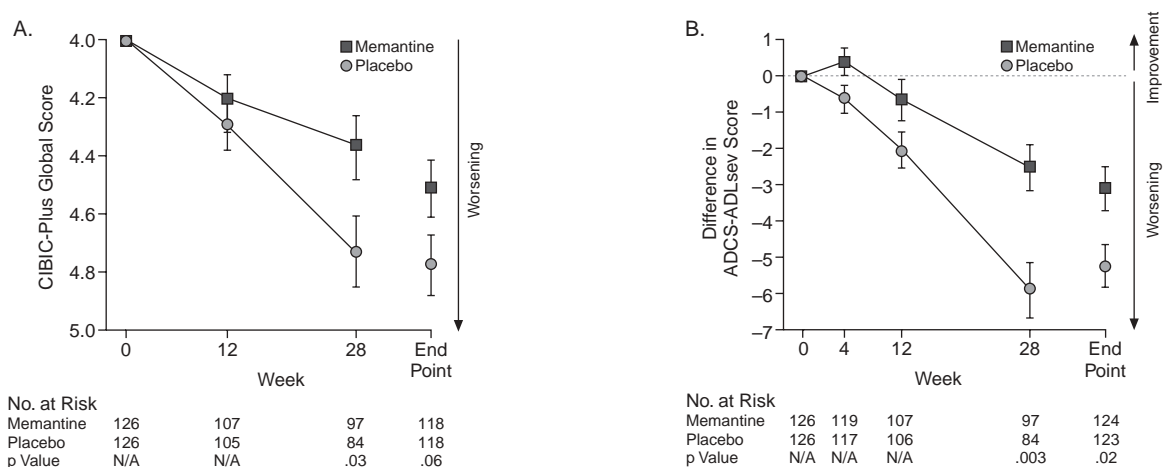 A.
4.0
4.2
4.4
4.6
4.8
5.0
CIBIC-Plus Global Score
Memantine
Placebo
Worsening
0 12 28 End Point
Week
No. at Risk
Memantine 126 107 97 118
Placebo 126 105 84 118
p Value N/A N/A .03 .06
B.
1
0
–1
–2
–3
–4
–5
–6
–7
Difference in
ADCS-ADLsev Score
Memantine
Placebo
Improvement
Worsening
0 4 12 28 End Point
Week
No. at Risk
Memantine 126 119 107 97 124
Placebo 126 117 106 84 123
p Value N/A N/A N/A .003 .02